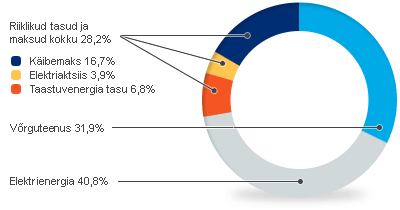 Riiklikud tasud ja
maksud kokku 28,2%
Käibemaks 16,7%
Elektriaktsiis 3,9%
Taastuvenergia tasu 6,8%
Võrguteenus 31,9%
Elektrienergia 40,8%